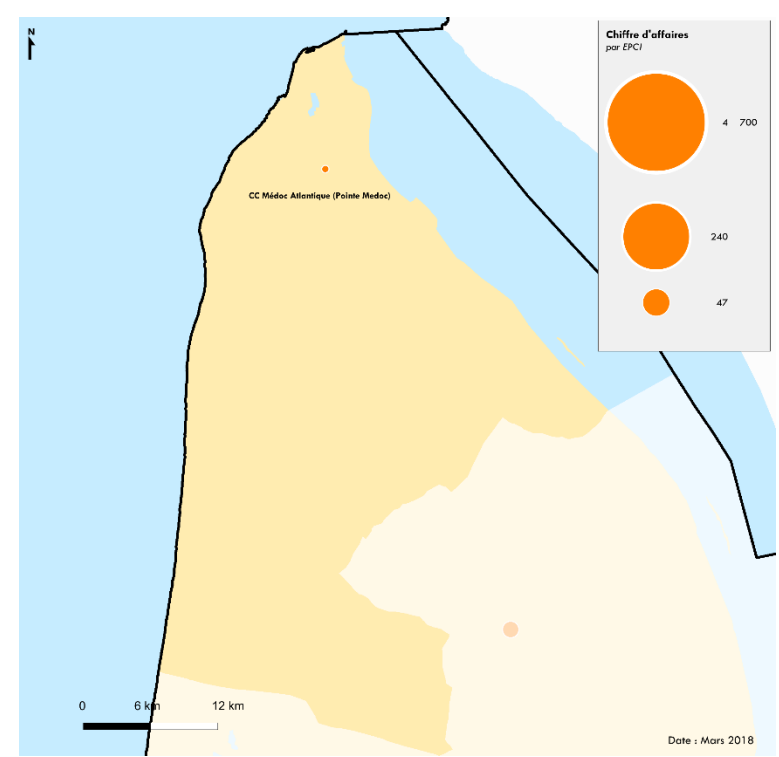 N
Chiffre d'affaires
par EPCI
4 700
240
47
CC Médoc Atlantique (Pointe Medoc)
0 6 km 12 km
Date : Mars 2018